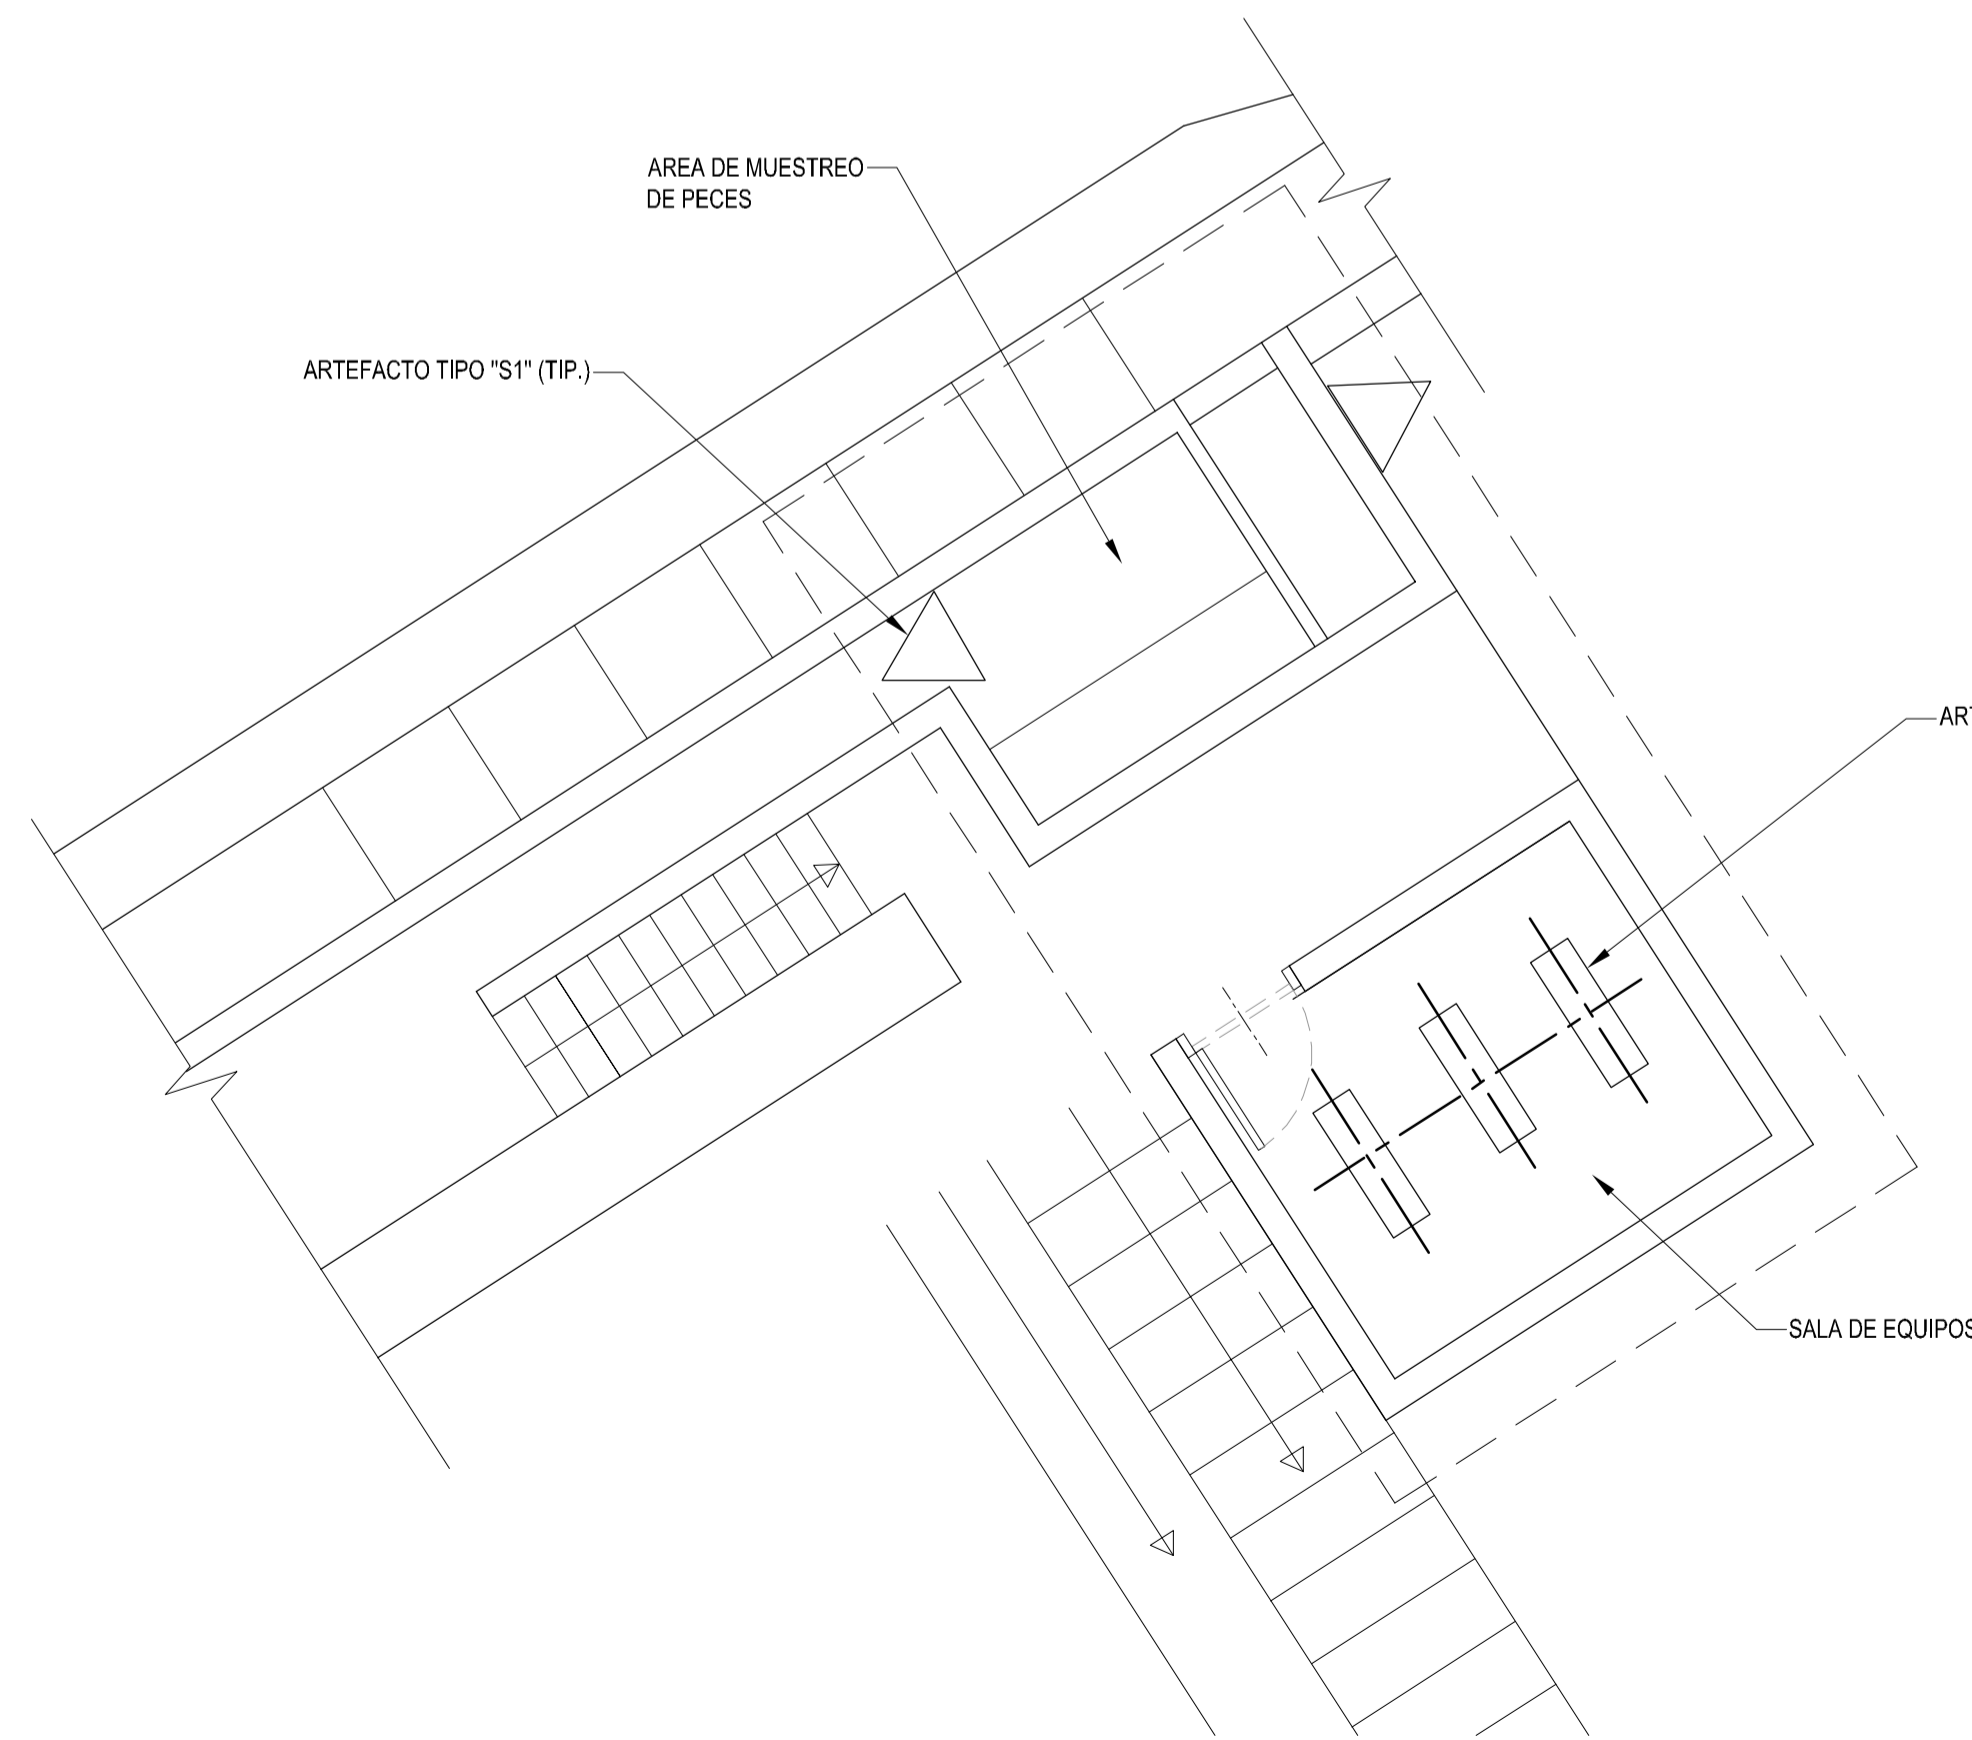 AREA DE MUESTREO
DE PECES
ARTEFACTO TIPO "S1" (TIP.)
SALA DE EQUIPOS